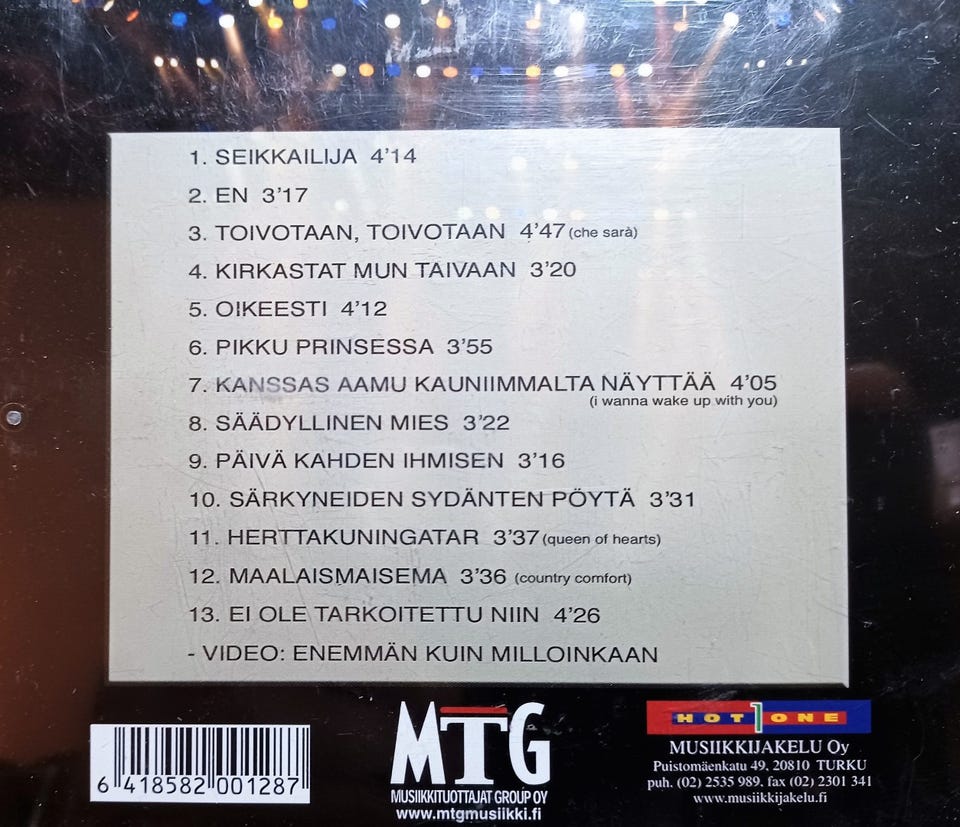 1. SEIKKAILIJA 4'14
2. EN 3'17
3. TOIVOTAAN, TOIVOTAAN 4'47 (che sarà)
4. KIRKASTAT MUN TAIVAAN 3'20
5. OIKEESTI 4'12
6. PIKKU PRINSESSA 3'55
7. KANSSAS AAMU KAUNIIMMALTA NÄYTTÄÄ 4'05
(i wanna wake up with you)
8. SÄÄDYLLINEN MIES 3'22
9. PÄIVÄ KAHDEN IHMISEN 3'16
10. SÄRKYNEIDEN SYDÄNTEN PÖYTÄ 3'31
11. HERTTAKUNINGATAR 3'37 (queen of hearts)
12. MAALAISMAISEMA 3'36 (country comfort)
13. EI OLE TARKOITETTU NIIN 4'26
- VIDEO: ENEMMÄN KUIN MILLOINKAAN
6 418582 001287
MTG
MUSIIKKITUOTTAJAT GROUP OY
www.mtgmusiikki.fi
HOT 1 ONE
MUSIIKKIJAKELU Oy
Puistomäenkatu 49, 20810 TURKU
puh. (02) 2535 989, fax (02) 2301 341
www.musiikkijakelu.fi